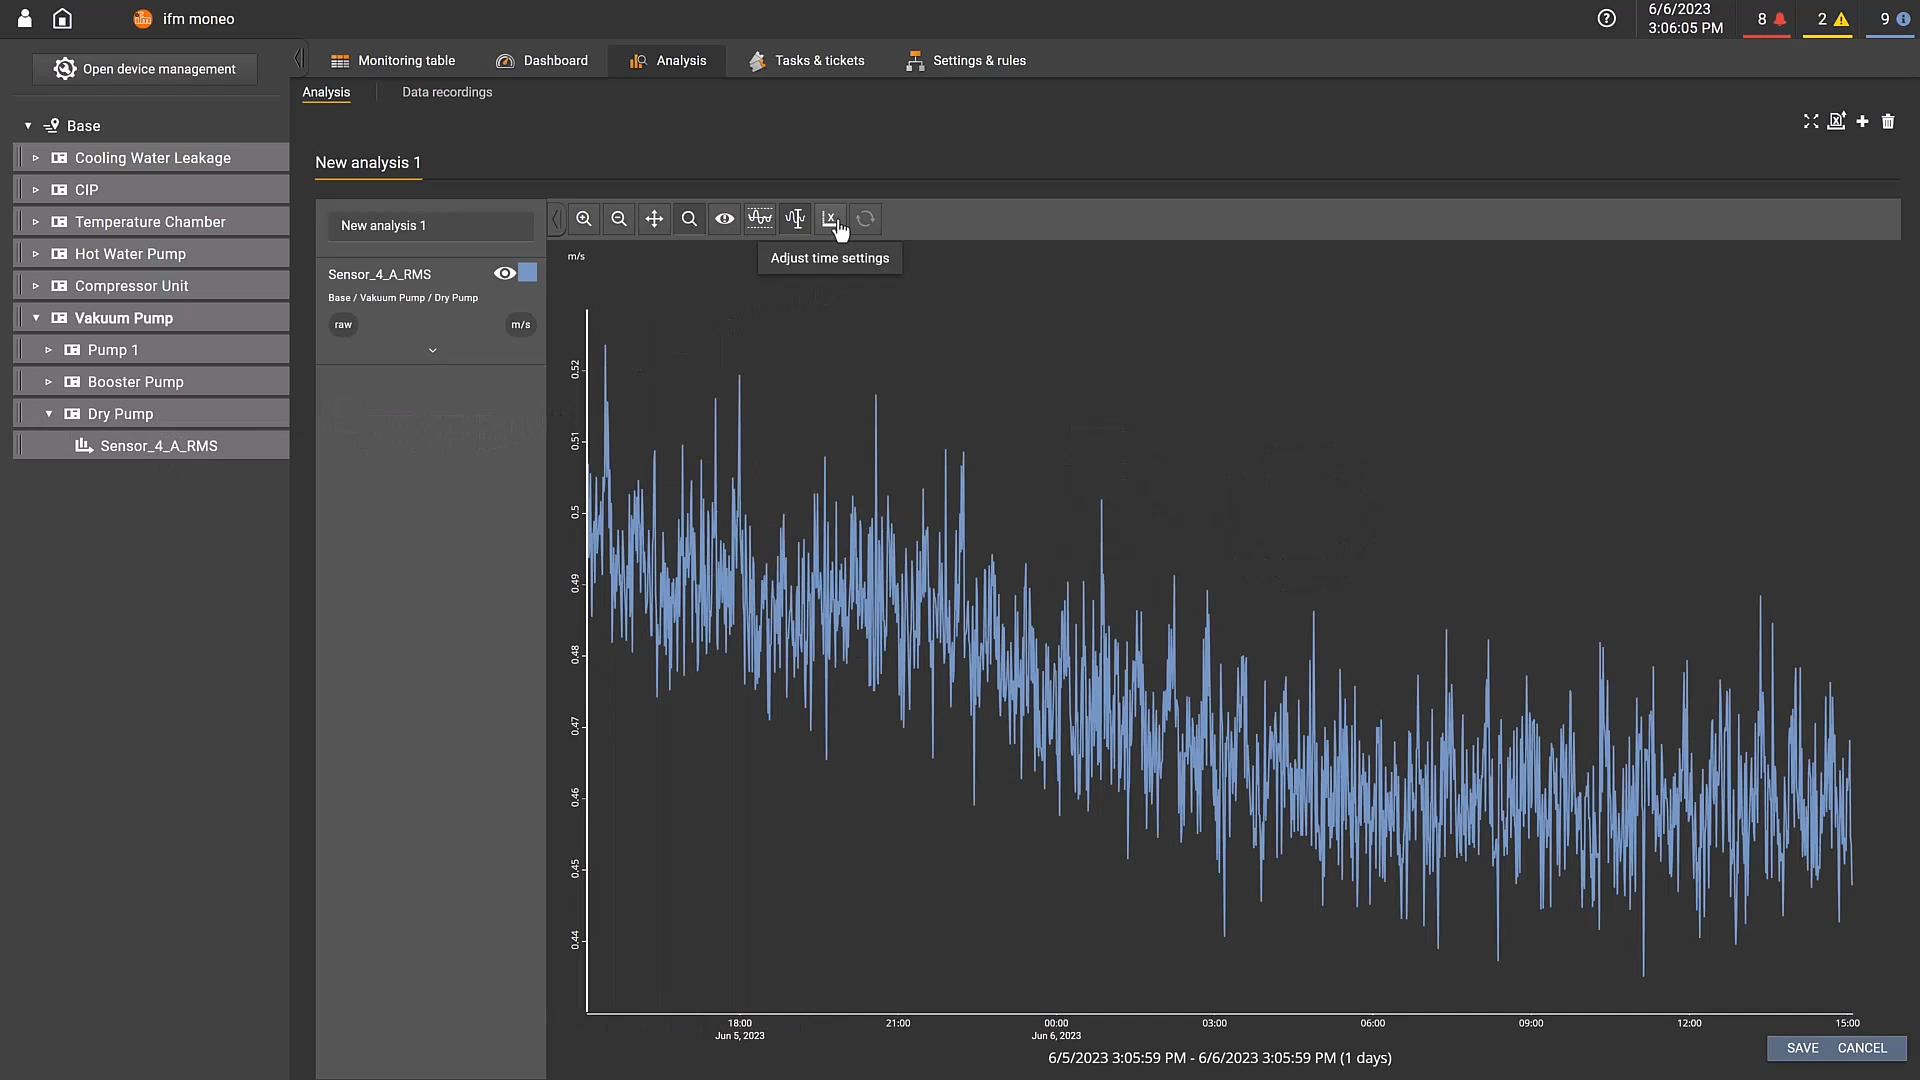 ifm moneo
6/6/2023
3:06:05 PM
8
2
9
Open device management
Monitoring table
Dashboard
Analysis
Tasks & tickets
Settings & rules
Analysis
Data recordings
Base
Cooling Water Leakage
CIP
Temperature Chamber
Hot Water Pump
Compressor Unit
Vakuum Pump
Pump 1
Booster Pump
Dry Pump
Sensor_4_A_RMS
New analysis 1
New analysis 1
Sensor_4_A_RMS
Base / Vakuum Pump / Dry Pump
raw
m/s
Adjust time settings
m/s
0.52
0.51
0.5
0.49
0.48
0.47
0.46
0.45
0.44
18:00
Jun 5, 2023
21:00
00:00
Jun 6, 2023
03:00
06:00
09:00
12:00
15:00
6/5/2023 3:05:59 PM - 6/6/2023 3:05:59 PM (1 days)
SAVE
CANCEL